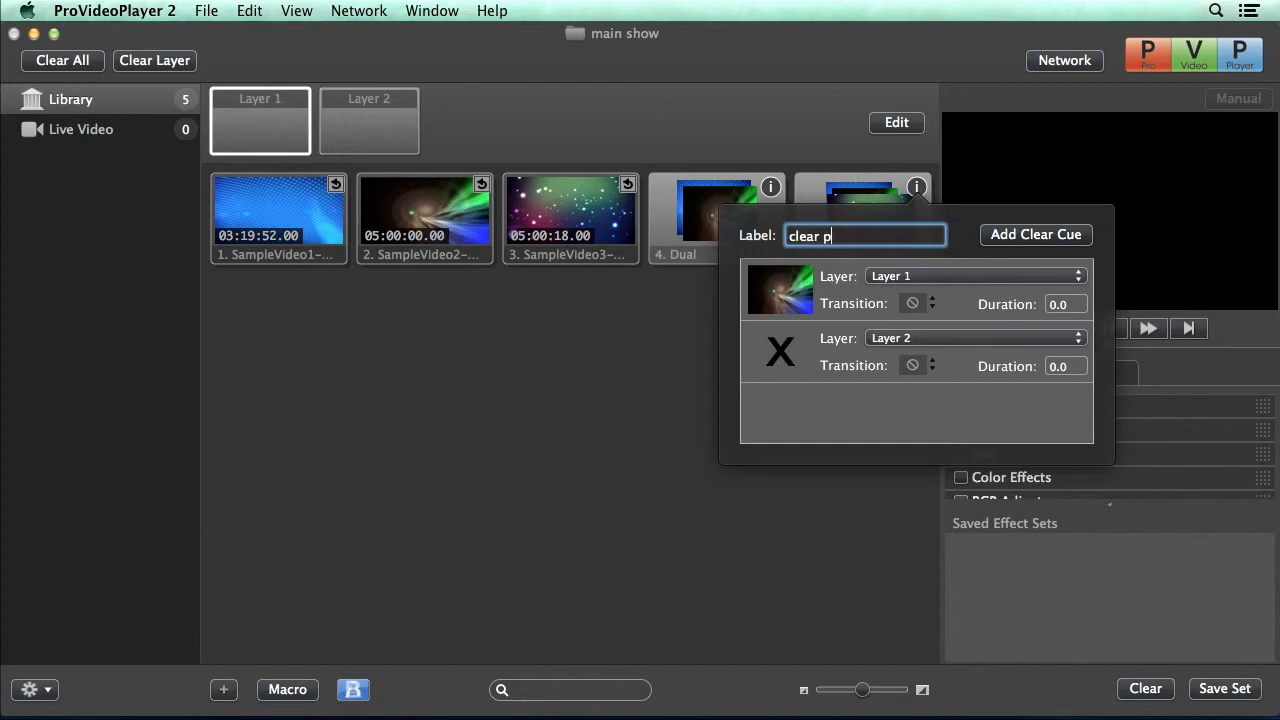 ProVideoPlayer 2 File Edit View Network Window Help
main show
Clear All Clear Layer Network P Pro V Video P Player
Library 5 Layer 1 Layer 2 Manual
Live Video 0 Edit
03:19:52.00 05:00:00.00 05:00:18.00
1. SampleVideo1-... 2. SampleVideo2-... 3. SampleVideo3-... 4. Dual
Label: clear p Add Clear Cue
Layer: Layer 1
Transition: Duration: 0.0
X Layer: Layer 2
Transition: Duration: 0.0
Color Effects
Saved Effect Sets
+ Macro Clear Save Set